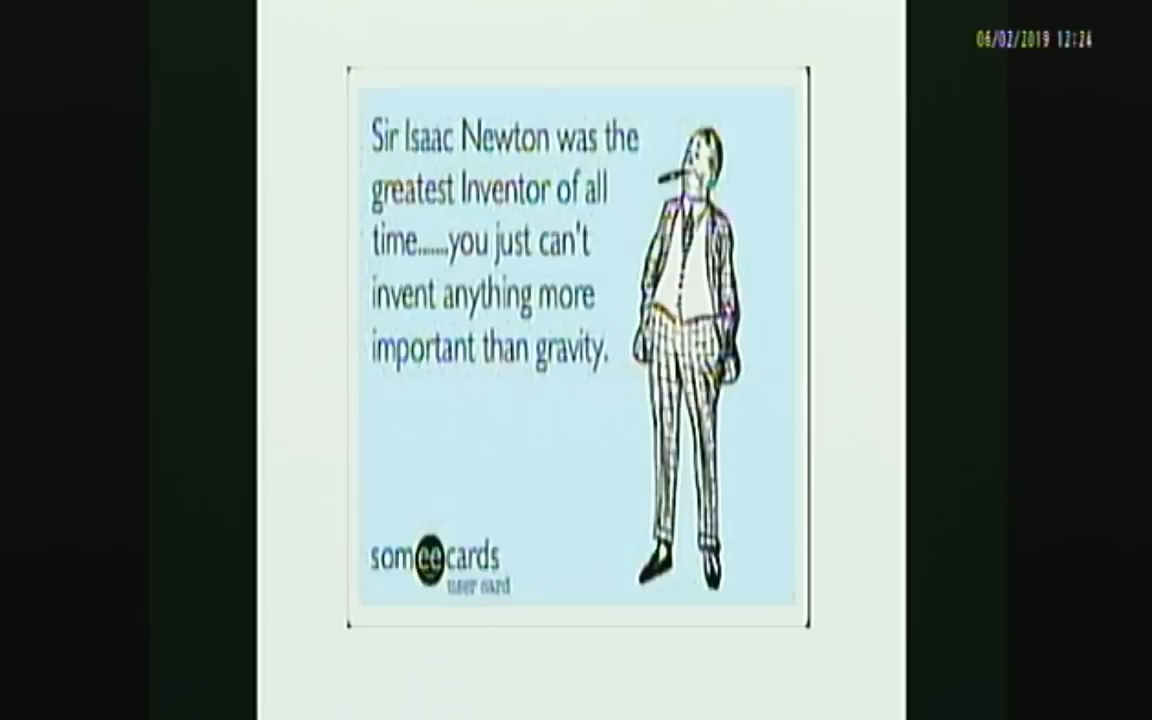 06/02/2019 12:24
Sir Isaac Newton was the
greatest Inventor of all
time......you just can't
invent anything more
important than gravity.
someecards
user card